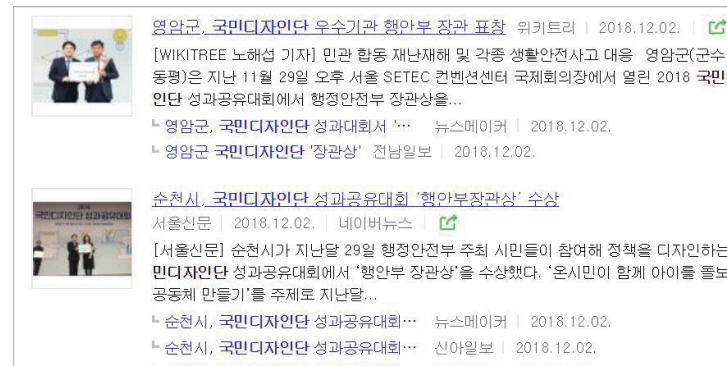 영암군, 국민디자인단 우수기관 행안부 장관 표창 위키트리 2018.12.02.
[WIKITREE 노해섭 기자] 민관 합동 재난재해 및 각종 생활안전사고 대응 영암군(군수
동평)은 지난 11월 29일 오후 서울 SETEC 컨벤션센터 국제회의장에서 열린 2018 국민
인단 성과공유대회에서 행정안전부 장관상을...
영암군, 국민디자인단 성과대회서 '… 뉴스메이커 2018.12.02.
영암군 국민디자인단 '장관상' 전남일보 2018.12.02.
2018
국민디자인단 성과공유대회
순천시, 국민디자인단 성과공유대회 '행안부장관상' 수상
서울신문 2018.12.02. 네이버뉴스
[서울신문] 순천시가 지난달 29일 행정안전부 주최 시민들이 참여해 정책을 디자인하는
민디자인단 성과공유대회에서 '행안부 장관상'을 수상했다. '온시민이 함께 아이를 돌보
공동체 만들기'를 주제로 지난달...
순천시, 국민디자인단 성과공유대회… 뉴스메이커 2018.12.02.
순천시, 국민디자인단 성과공유대회… 신아일보 2018.12.02.